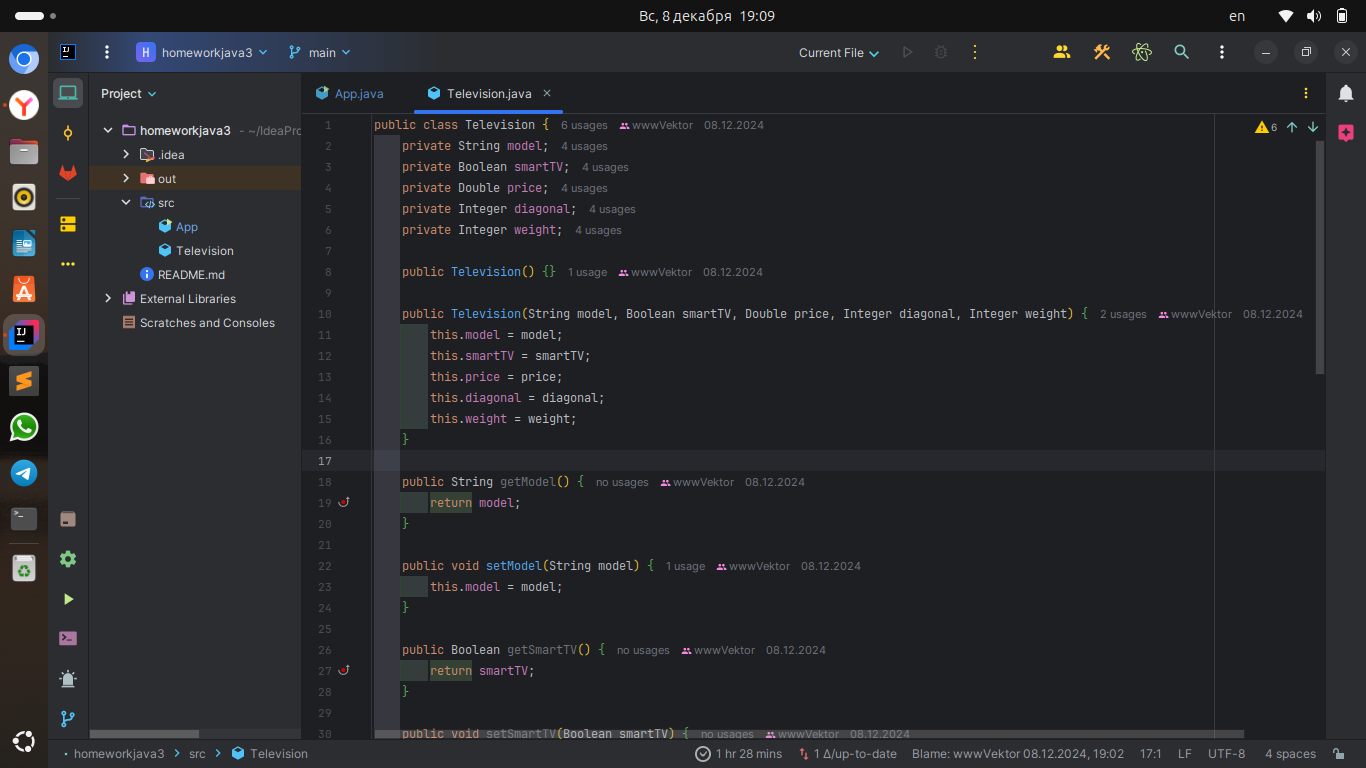 Вс, 8 декабря 19:09
en
H homeworkjava3 main Current File
Project
App.java Television.java
homeworkjava3 - ~/IdeaPro
.idea
out
src
App
Television
README.md
External Libraries
Scratches and Consoles
6
1 public class Television { 6 usages wwwVektor 08.12.2024
2 private String model; 4 usages
3 private Boolean smartTV; 4 usages
4 private Double price; 4 usages
5 private Integer diagonal; 4 usages
6 private Integer weight; 4 usages
7
8 public Television() {} 1 usage wwwVektor 08.12.2024
9
10 public Television(String model, Boolean smartTV, Double price, Integer diagonal, Integer weight) { 2 usages wwwVektor 08.12.2024
11 this.model = model;
12 this.smartTV = smartTV;
13 this.price = price;
14 this.diagonal = diagonal;
15 this.weight = weight;
16 }
17
18 public String getModel() { no usages wwwVektor 08.12.2024
19 return model;
20 }
21
22 public void setModel(String model) { 1 usage wwwVektor 08.12.2024
23 this.model = model;
24 }
25
26 public Boolean getSmartTV() { no usages wwwVektor 08.12.2024
27 return smartTV;
28 }
29
30 public void setSmartTV(Boolean smartTV) { no usages wwwVektor 08.12.2024
homeworkjava3 > src > Television 1 hr 28 mins 1 Δ/up-to-date Blame: wwwVektor 08.12.2024, 19:02 17:1 LF UTF-8 4 spaces